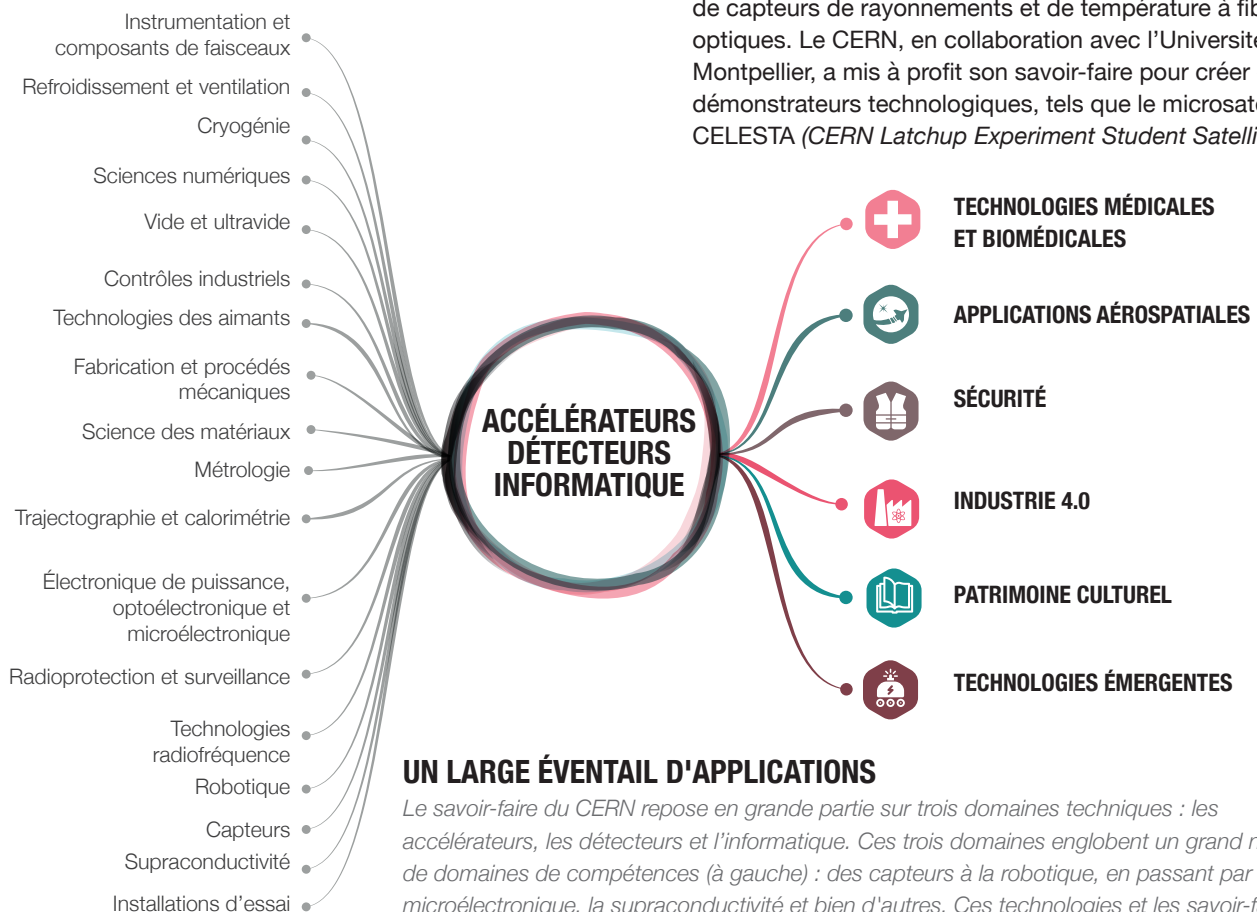 de capteurs de rayonnements et de température à
optiques. Le CERN, en collaboration avec
Montpellier, a mis à profit son savoir-faire pour créer
démonstrateurs technologiques, tels que le
CELESTA (CERN Latchup Experiment Student
Instrumentation et
composants de faisceaux
Refroidissement et ventilation
Cryogénie
Sciences numériques
Vide et ultravide
Contrôles industriels
Technologies des aimants
Fabrication et procédés
mécaniques
Science des matériaux
Métrologie
Trajectographie et calorimétrie
Électronique de puissance,
optoélectronique et
microélectronique
Radioprotection et surveillance
Technologies
radiofréquence
Robotique
Capteurs
Supraconductivité
Installations d’essai
ACCÉLÉRATEURS
DÉTECTEURS
INFORMATIQUE
TECHNOLOGIES MÉDICALES
ET BIOMÉDICALES
APPLICATIONS AÉROSPATIALES
SÉCURITÉ
INDUSTRIE 4.0
PATRIMOINE CULTUREL
TECHNOLOGIES ÉMERGENTES
UN LARGE ÉVENTAIL D'APPLICATIONS
Le savoir-faire du CERN repose en grande partie sur trois domaines techniques : les
accélérateurs, les détecteurs et l’informatique. Ces trois domaines englobent un grand
de domaines de compétences (à gauche) : des capteurs à la robotique, en passant par
microélectronique, la supraconductivité et bien d'autres. Ces technologies et les